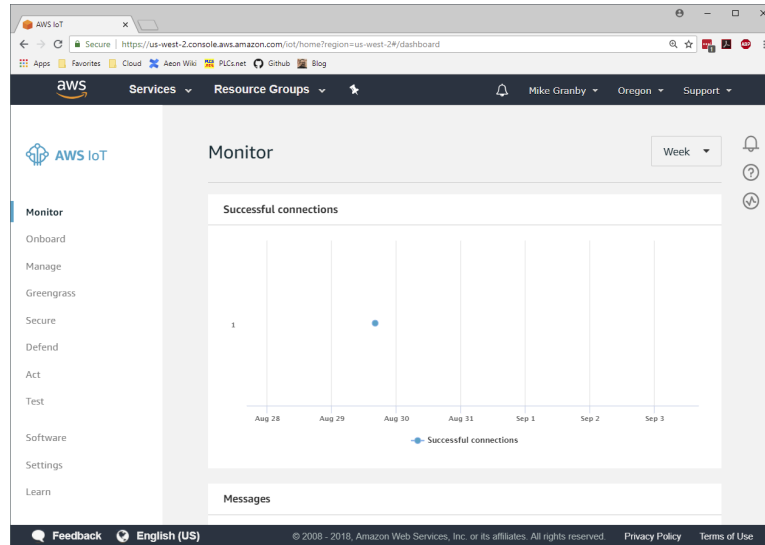 AWS IoT
Secure | https://us-west-2.console.aws.amazon.com/iot/home?region=us-west-2#/dashboard
Apps Favorites Cloud Aeon Wiki PLCs.net Github Blog
aws Services Resource Groups Mike Granby Oregon Support
AWS IoT
Monitor
Week
Monitor
Onboard
Manage
Greengrass
Secure
Defend
Act
Test
Software
Settings
Learn
Successful connections
1
Aug 28 Aug 29 Aug 30 Aug 31 Sep 1 Sep 2 Sep 3
Successful connections
Messages
Feedback English (US) © 2008 - 2018, Amazon Web Services, Inc. or its affiliates. All rights reserved. Privacy Policy Terms of Use